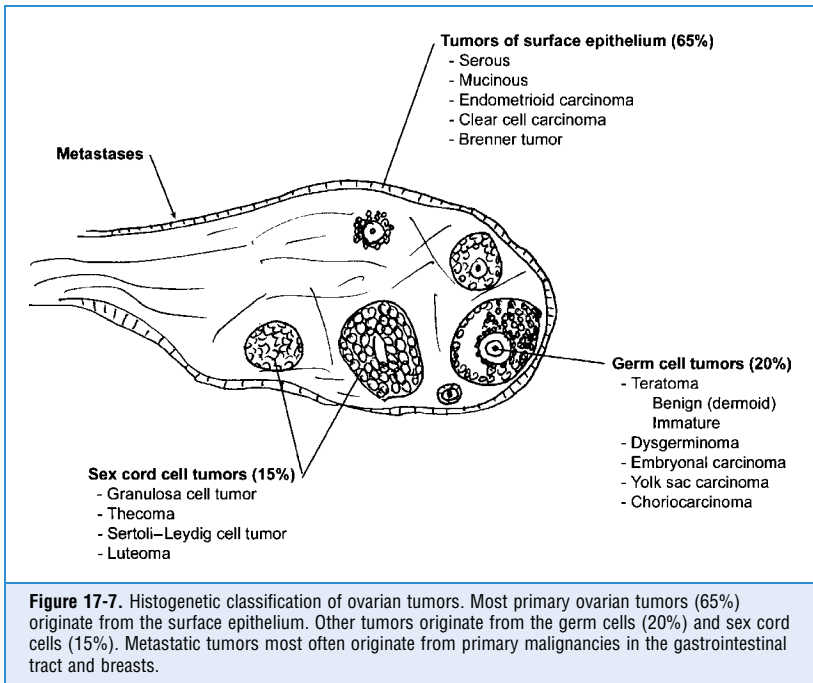 Tumors of surface epithelium (65%)
- Serous
- Mucinous
- Endometrioid carcinoma
- Clear cell carcinoma
- Brenner tumor
Metastases
Germ cell tumors (20%)
- Teratoma
Benign (dermoid)
Immature
- Dysgerminoma
- Embryonal carcinoma
- Yolk sac carcinoma
- Choriocarcinoma
Sex cord cell tumors (15%)
- Granulosa cell tumor
- Thecoma
- Sertoli–Leydig cell tumor
- Luteoma
Figure 17-7. Histogenetic classification of ovarian tumors. Most primary ovarian tumors (65%)
originate from the surface epithelium. Other tumors originate from the germ cells (20%) and sex cord
cells (15%). Metastatic tumors most often originate from primary malignancies in the gastrointestinal
tract and breasts.